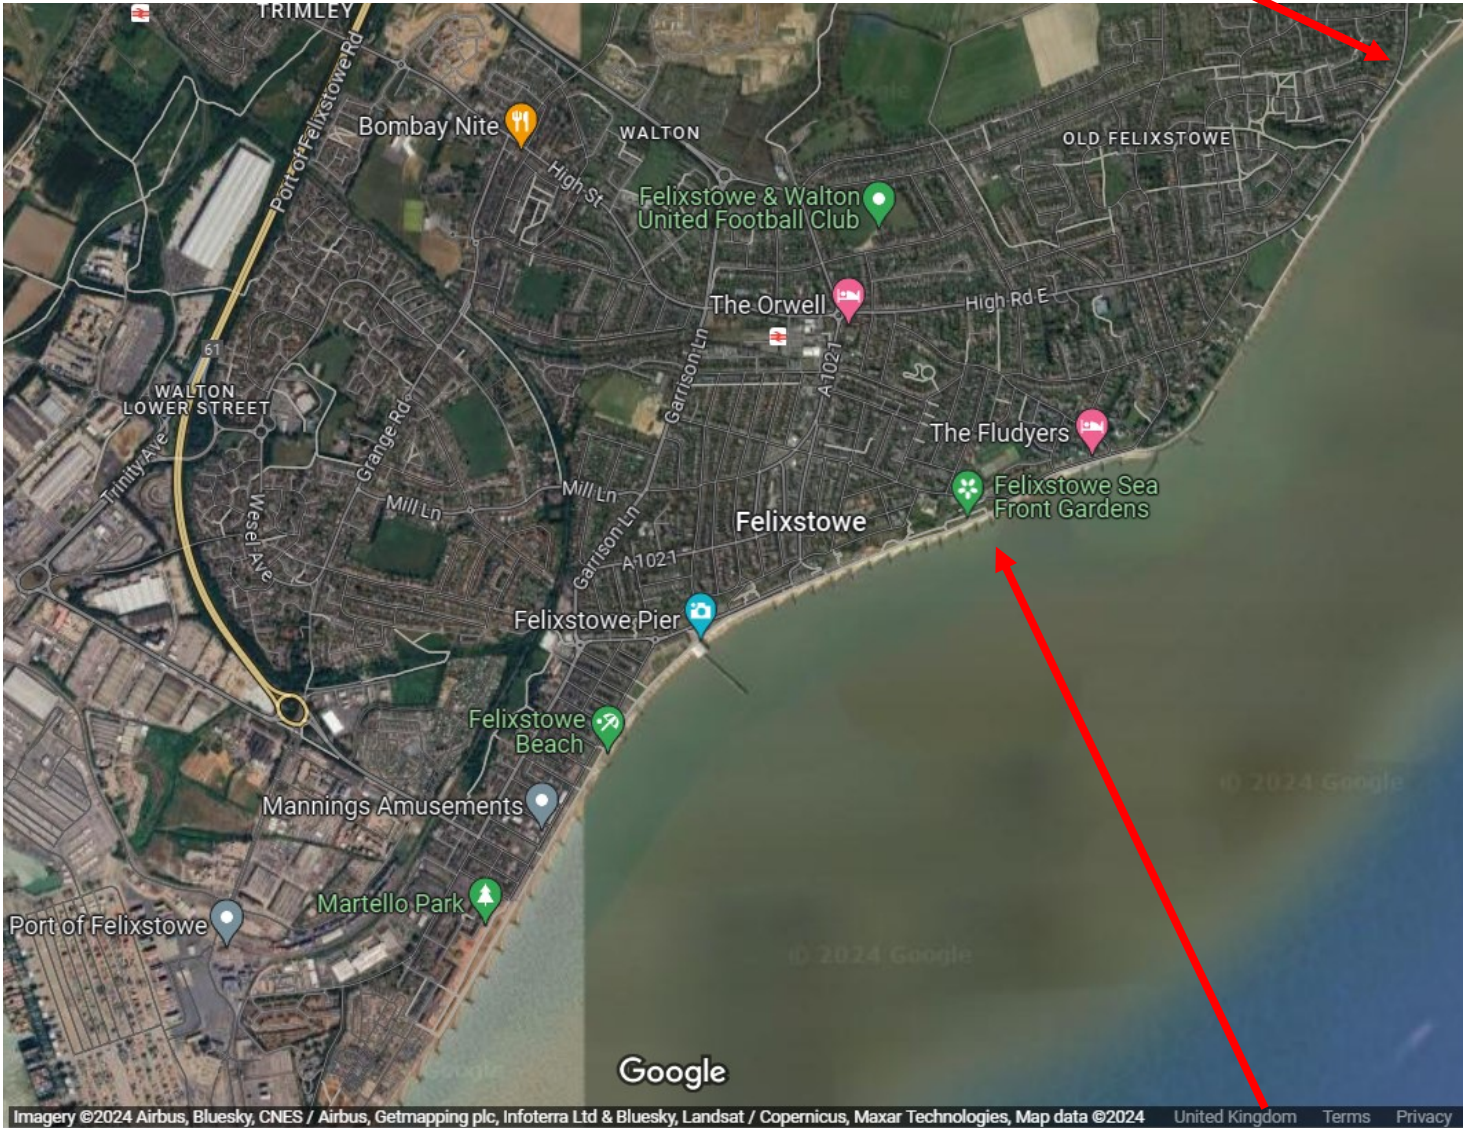 TRIMLEY
Port of Felixstowe Rd
Bombay Nite
WALTON
High St
OLD FELIXSTOWE
Felixstowe & Walton
United Football Club
The Orwell
High Rd E
61
Garrison Ln
A1021
WALTON
LOWER STREET
Grange Rd
Trinity Ave
The Fludyers
Mill Ln
Mill Ln
Wesel Ave
Felixstowe Sea
Front Gardens
Felixstowe
Garrison Ln
A1021
Felixstowe Pier
Felixstowe
Beach
© 2024 Google
Mannings Amusements
Martello Park
Port of Felixstowe
© 2024 Google
Google
Imagery ©2024 Airbus, Bluesky, CNES / Airbus, Getmapping plc, Infoterra Ltd & Bluesky, Landsat / Copernicus, Maxar Technologies, Map data ©2024 United Kingdom Terms Privacy